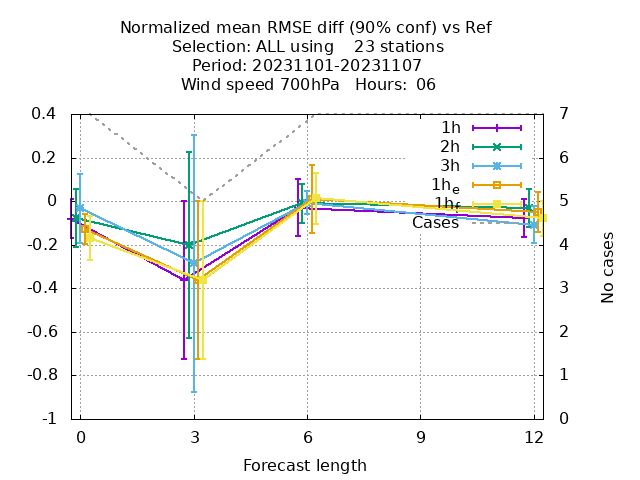 Normalized mean RMSE diff (90% conf) vs Ref
Selection: ALL using    23 stations
Period: 20231101-20231107
Wind speed 700hPa   Hours:  06
0.4
0.2
0
-0.2
-0.4
-0.6
-0.8
-1
7
6
5
4
3
2
1
0
1h
2h
3h
1he
1hf
Cases
No cases
0
3
6
9
12
Forecast length